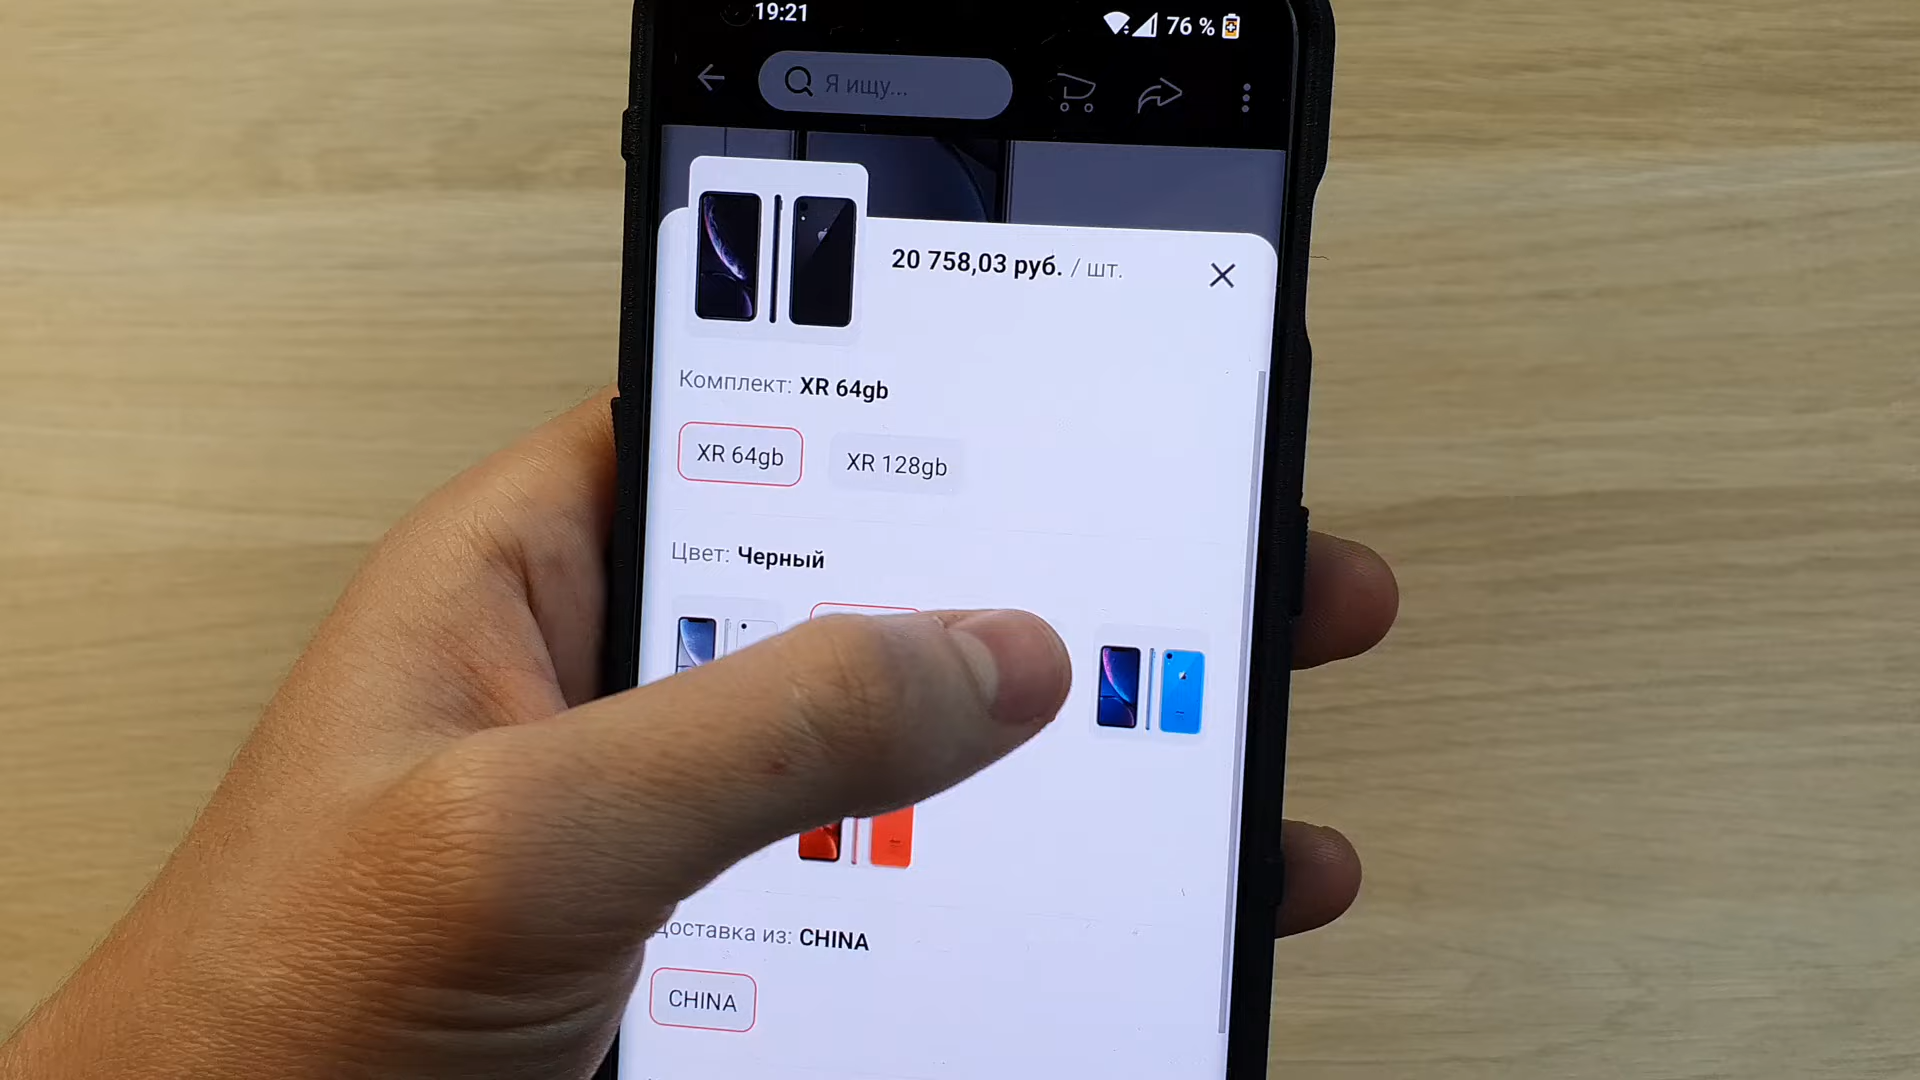 19:21
76 %
Я ищу...
20 758,03 руб. / шт.
Комплект: XR 64gb
XR 64gb
XR 128gb
Цвет: Черный
Доставка из: CHINA
CHINA